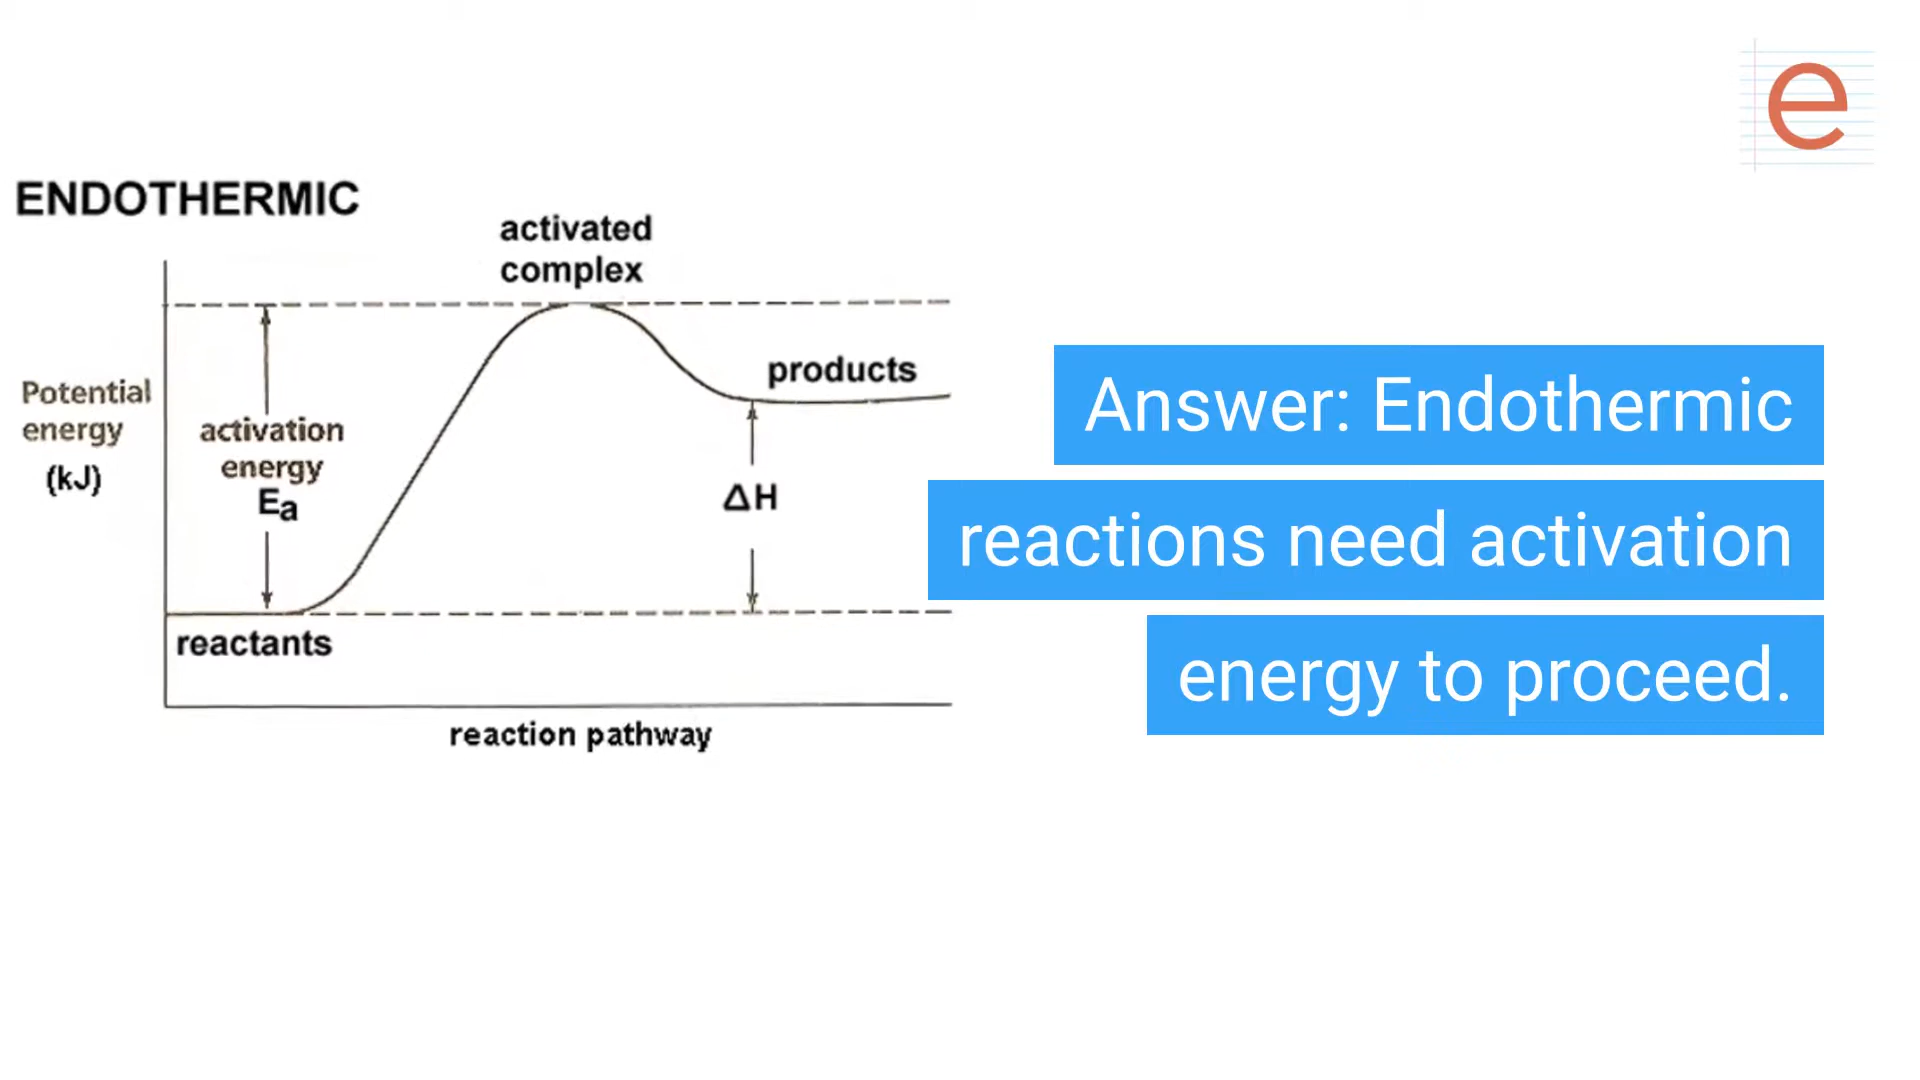 e
ENDOTHERMIC
activated
complex
products
Potential
energy
(kJ)
activation
energy
Ea
ΔH
reactants
reaction pathway
Answer: Endothermic
reactions need activation
energy to proceed.